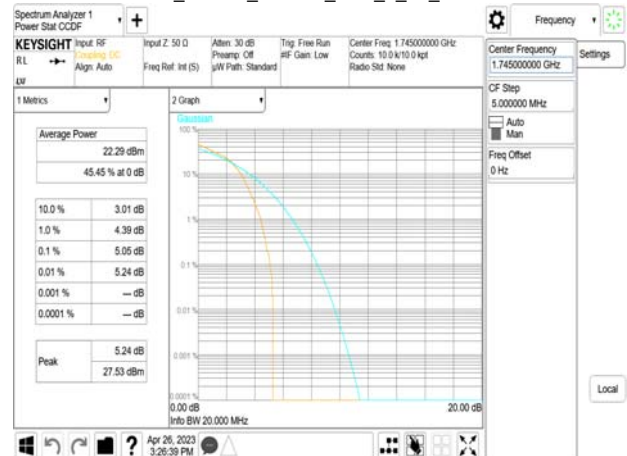 Spectrum Analyzer 1
Power Stat CCDF
Frequency
KEYSIGHT
RL
Input: RF
Coupling: DC
Align: Auto
Input Z: 50 Ω
Freq Ref: Int (S)
Atten: 30 dB
Preamp: Off
µW Path: Standard
Trig: Free Run
#IF Gain: Low
Center Freq: 1.745000000 GHz
Counts: 10.0 k/10.0 kpt
Radio Std: None
Center Frequency
1.745000000 GHz
Settings
CF Step
5.000000 MHz
Auto
Man
Freq Offset
0 Hz
1 Metrics
2 Graph
Gaussian
Average Power
22.29 dBm
45.45 % at 0 dB
10.0 % 3.01 dB
1.0 % 4.39 dB
0.1 % 5.05 dB
0.01 % 5.24 dB
0.001 % --- dB
0.0001 % --- dB
Peak
5.24 dB
27.53 dBm
100 %
10 %
1 %
0.1 %
0.01 %
0.001 %
0.0001 %
0.00 dB
20.00 dB
Info BW 20.000 MHz
Local
?
Apr 26, 2023
3:26:39 PM